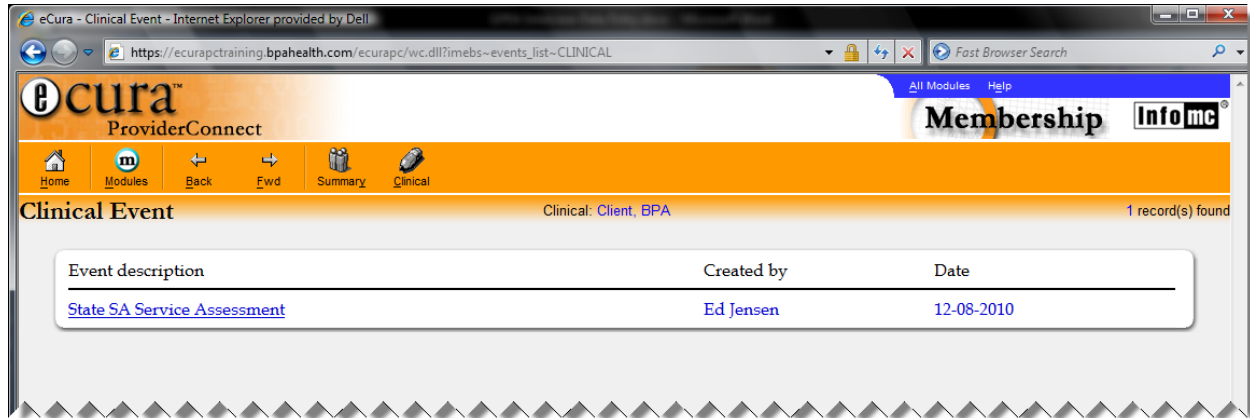 eCura - Clinical Event - Internet Explorer provided by Dell
https://ecurapctraining.bpahealth.com/ecurapc/wc.dll?imebs~events_list~CLINICAL
Fast Browser Search
ecura™
ProviderConnect
All Modules Help
Membership
Infomc®
Home Modules Back Fwd Summary Clinical
Clinical Event Clinical: Client, BPA 1 record(s) found
Event description Created by Date
State SA Service Assessment Ed Jensen 12-08-2010